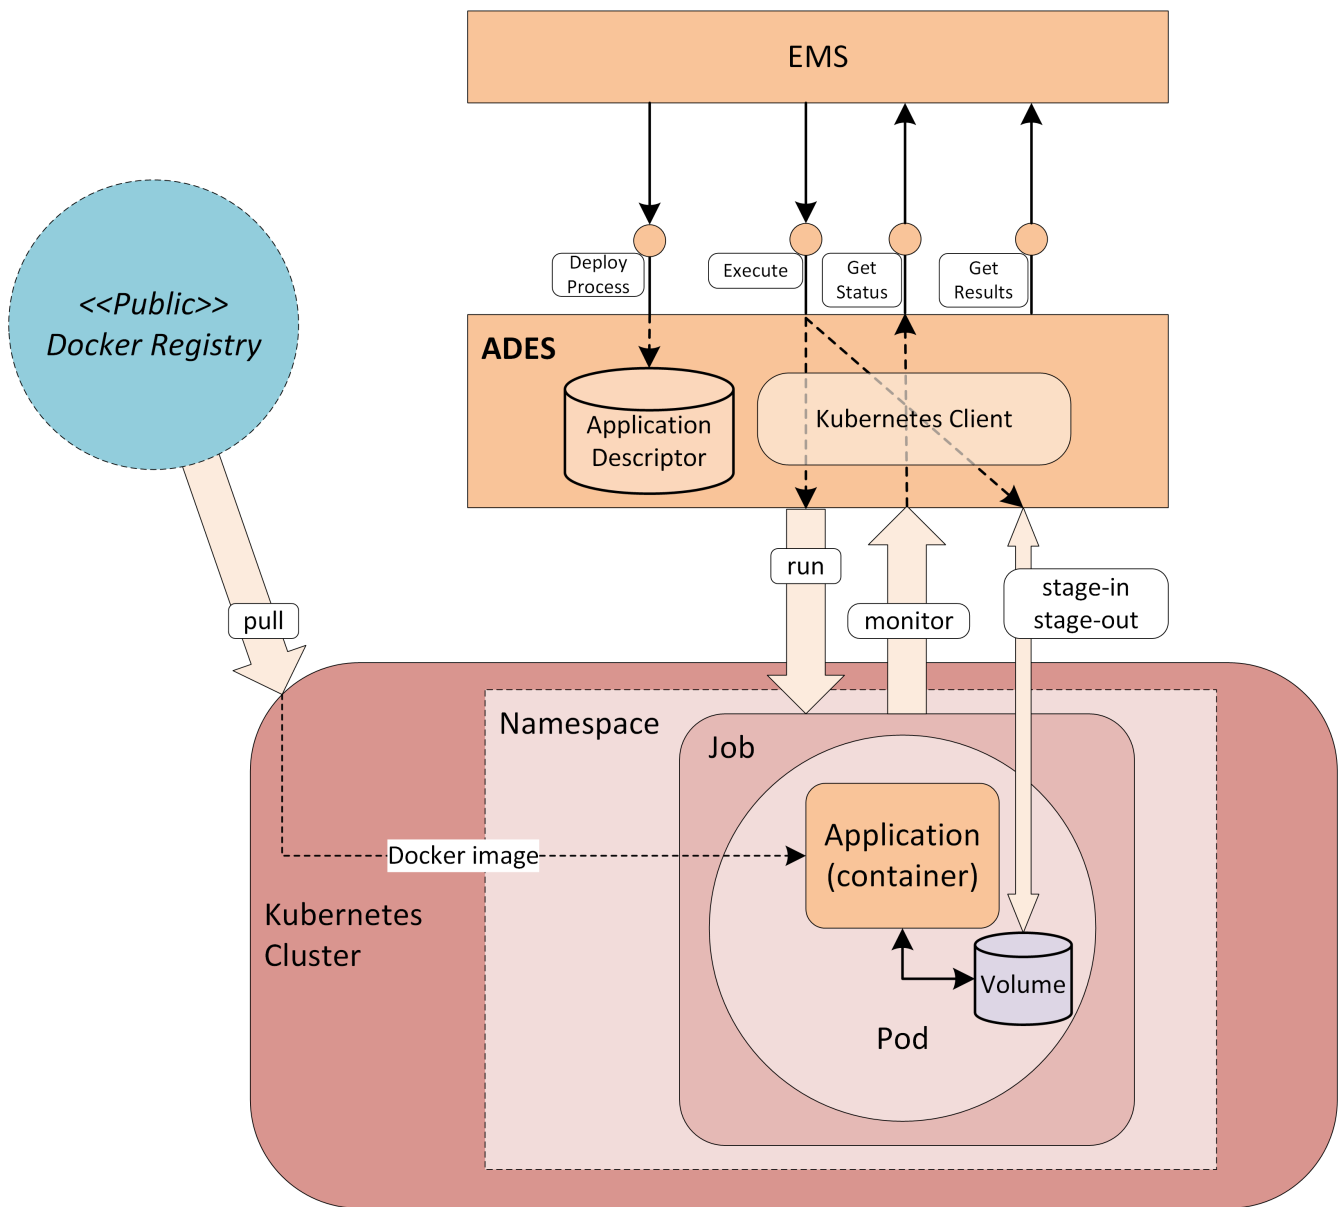 EMS
Deploy
Process
Execute
Get
Status
Get
Results
<<Public>>
Docker Registry
ADES
Application
Descriptor
Kubernetes Client
run
stage-in
stage-out
pull
monitor
Namespace
Job
Application
(container)
Docker image
Kubernetes
Cluster
Volume
Pod